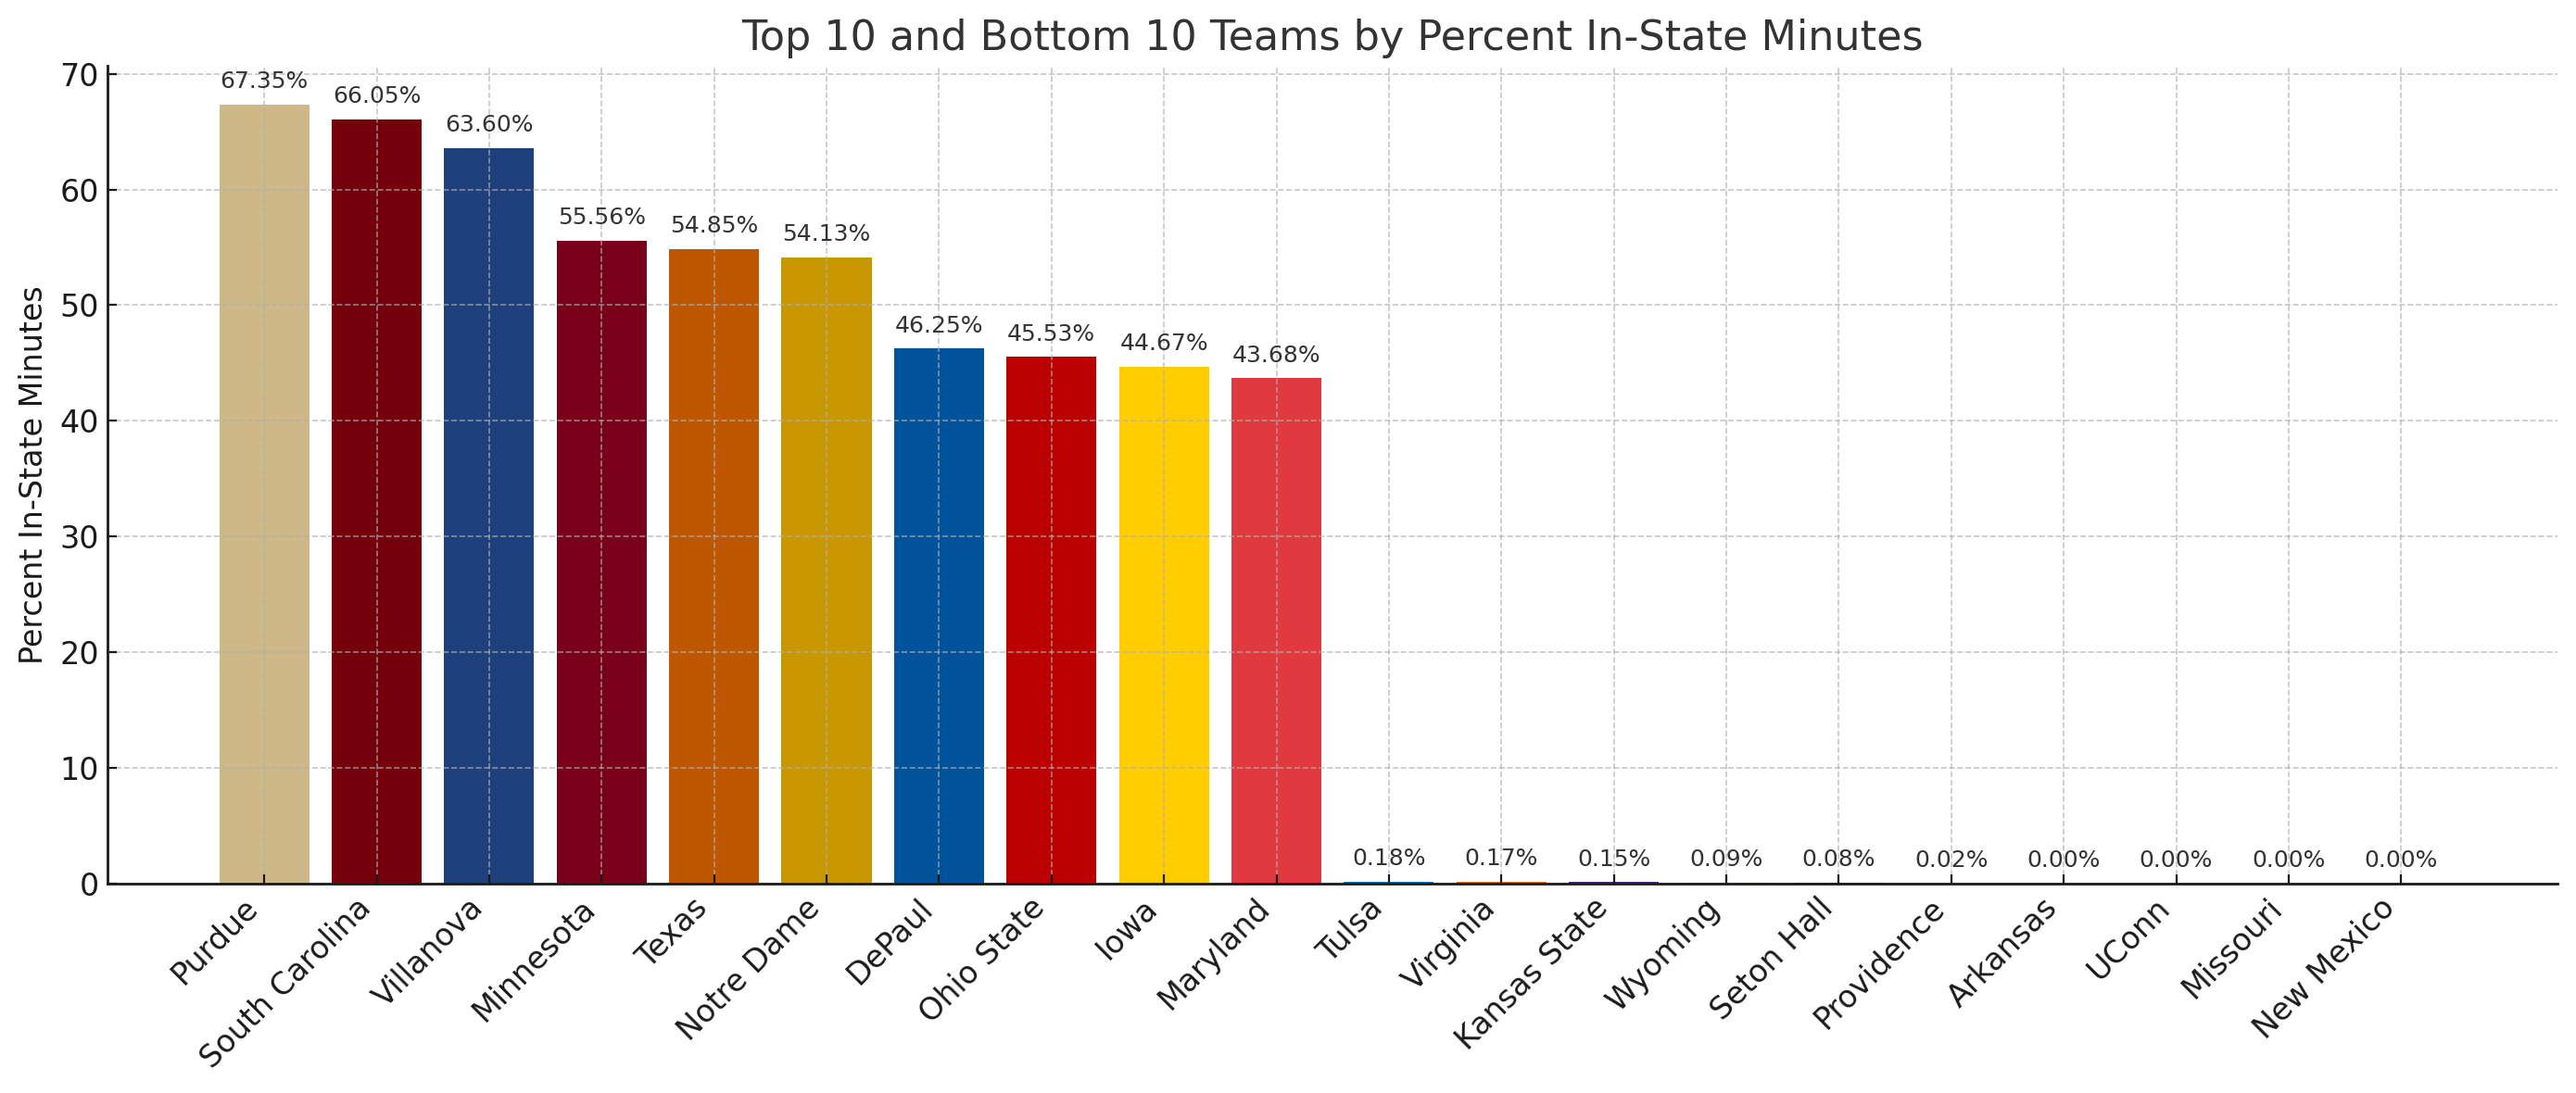 Top 10 and Bottom 10 Teams by Percent In-State Minutes
Percent In-State Minutes
70
60
50
40
30
20
10
0
67.35%
66.05%
63.60%
55.56%
54.85%
54.13%
46.25%
45.53%
44.67%
43.68%
0.18%
0.17%
0.15%
0.09%
0.08%
0.02%
0.00%
0.00%
0.00%
0.00%
Purdue
South Carolina
Villanova
Minnesota
Texas
Notre Dame
DePaul
Ohio State
Iowa
Maryland
Tulsa
Virginia
Kansas State
Wyoming
Seton Hall
Providence
Arkansas
UConn
Missouri
New Mexico